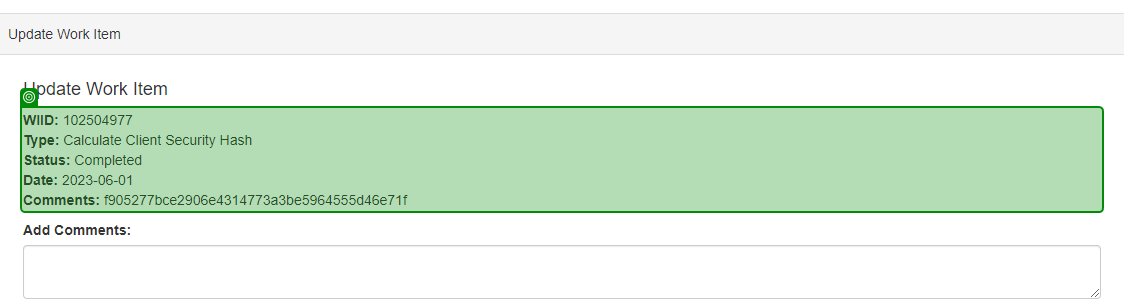 Update Work Item
Update Work Item
WIID: 102504977
Type: Calculate Client Security Hash
Status: Completed
Date: 2023-06-01
Comments: f905277bce2906e4314773a3be5964555d46e71f
Add Comments: